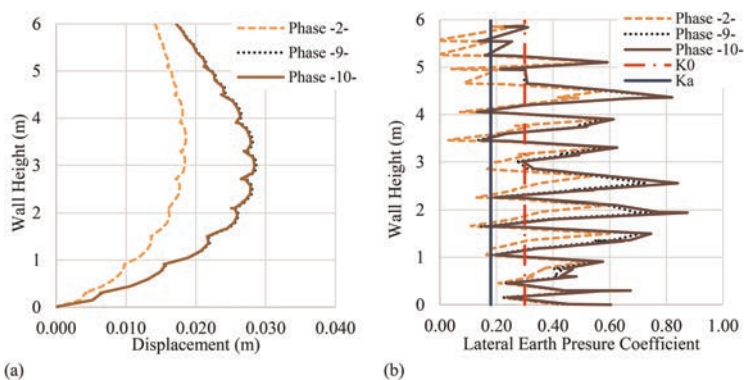 Phase -2-
Phase -9-
Phase -10-
Wall Height (m)
6
5
4
3
2
1
0
0.000 0.010 0.020 0.030 0.040
Displacement (m)
(a)
Phase -2-
Phase -9-
Phase -10-
K0
Ka
Wall Height (m)
6
5
4
3
2
1
0
0.00 0.20 0.40 0.60 0.80 1.00
Lateral Earth Presure Coefficient
(b)